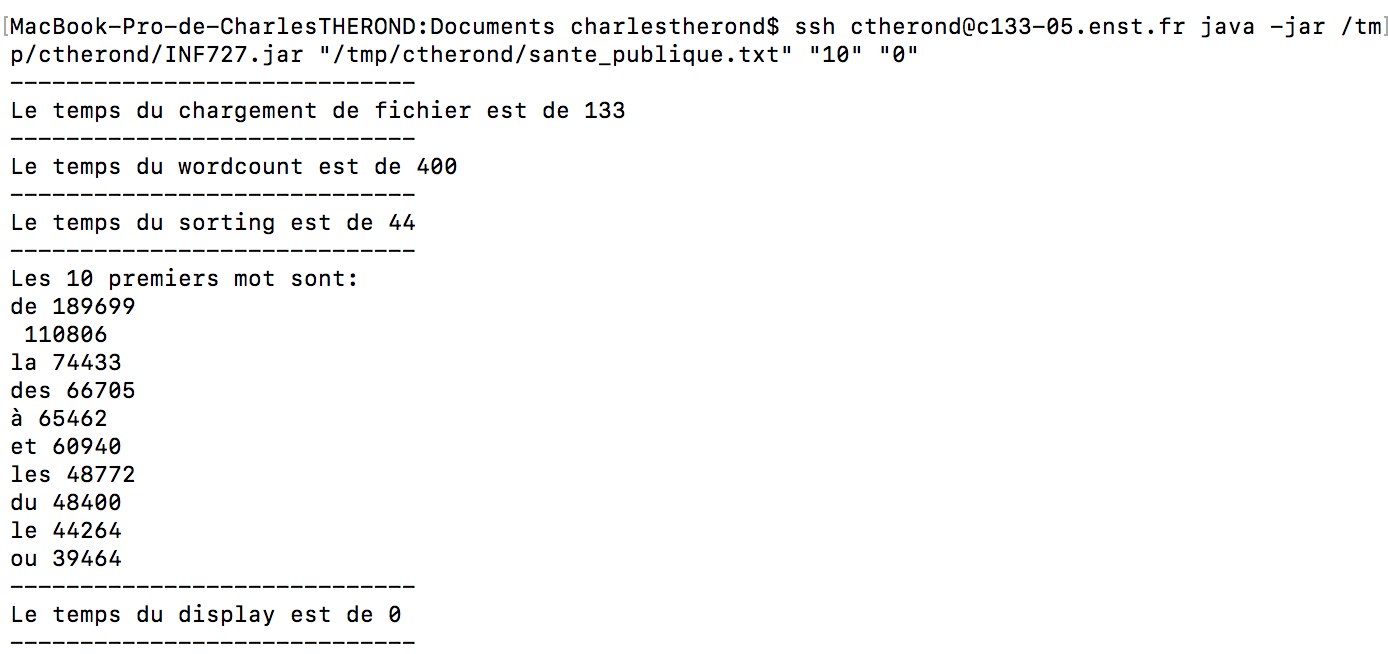 [MacBook-Pro-de-CharlesTHEROND:Documents charlestherond$ ssh ctherond@c133-05.enst.fr java -jar /tm]
p/ctherond/INF727.jar "/tmp/ctherond/sante_publique.txt" "10" "0"
-----------------------------
Le temps du chargement de fichier est de 133
-----------------------------
Le temps du wordcount est de 400
-----------------------------
Le temps du sorting est de 44
-----------------------------
Les 10 premiers mot sont:
de 189699
 110806
la 74433
des 66705
à 65462
et 60940
les 48772
du 48400
le 44264
ou 39464
-----------------------------
Le temps du display est de 0
-----------------------------